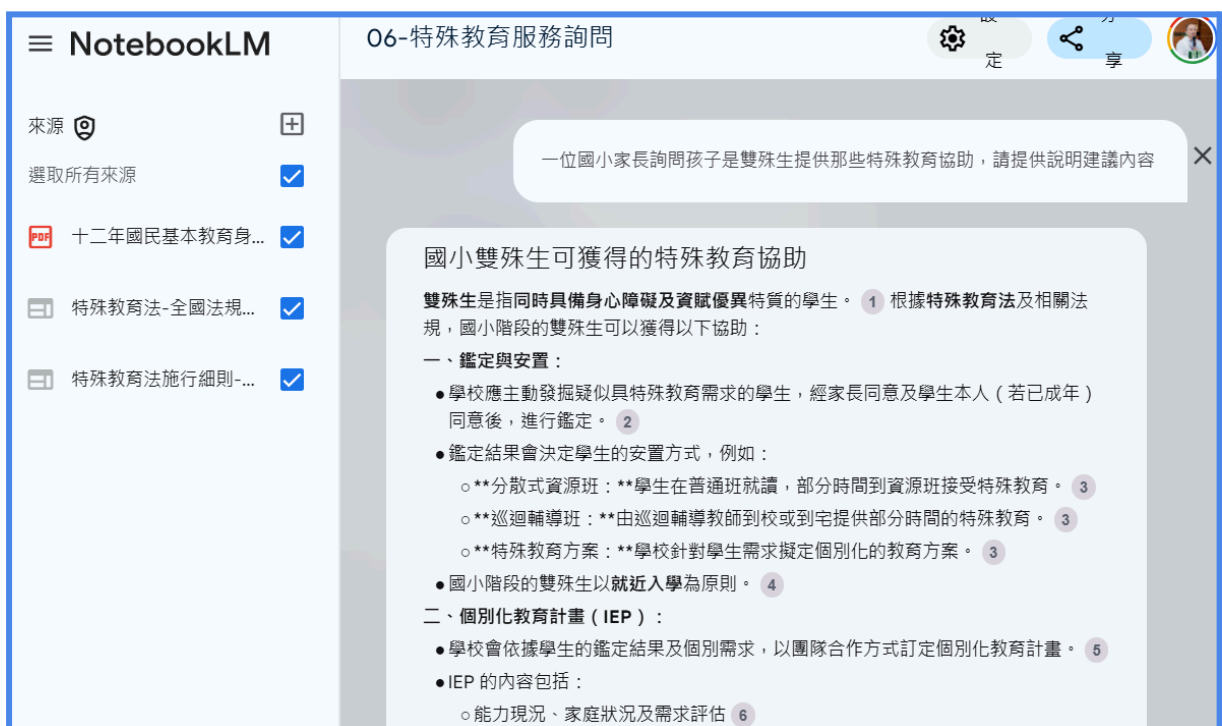 NotebookLM
06-特殊教育服務詢問
定
享
來源
選取所有來源
PDF 十二年國民基本教育身...
特殊教育法-全國法規...
特殊教育法施行細則-...
一位國小家長詢問孩子是雙殊生提供那些特殊教育協助，請提供說明建議內容
國小雙殊生可獲得的特殊教育協助
雙殊生是指同時具備身心障礙及資賦優異特質的學生。 1 根據特殊教育法及相關法
規，國小階段的雙殊生可以獲得以下協助：
一、鑑定與安置：
●學校應主動發掘疑似具特殊教育需求的學生，經家長同意及學生本人（若已成年）
同意後，進行鑑定。 2
●鑑定結果會決定學生的安置方式，例如：
○**分散式資源班：**學生在普通班就讀，部分時間到資源班接受特殊教育。 3
○**巡迴輔導班：**由巡迴輔導教師到校或到宅提供部分時間的特殊教育。 3
○**特殊教育方案：**學校針對學生需求擬定個別化的教育方案。 3
●國小階段的雙殊生以就近入學為原則。 4
二、個別化教育計畫（IEP）：
●學校會依據學生的鑑定結果及個別需求，以團隊合作方式訂定個別化教育計畫。 5
●IEP 的內容包括：
○能力現況、家庭狀況及需求評估 6